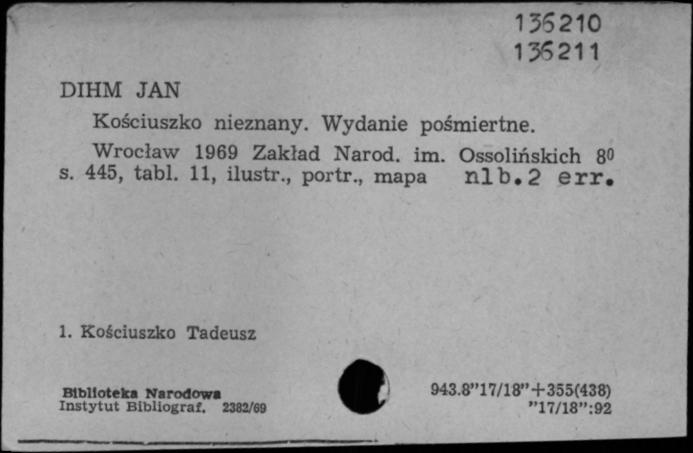 136210
136211
DIHM JAN
Kościuszko nieznany. Wydanie pośmiertne.
Wrocław 1969 Zakład Narod. im. Ossolińskich 8⁰
s. 445, tabl. 11, ilustr., portr., mapa nlb.2 err.
1. Kościuszko Tadeusz
Biblioteka Narodowa
Instytut Bibliograf. 2382/69
943.8”17/18”+355(438)
”17/18”:92